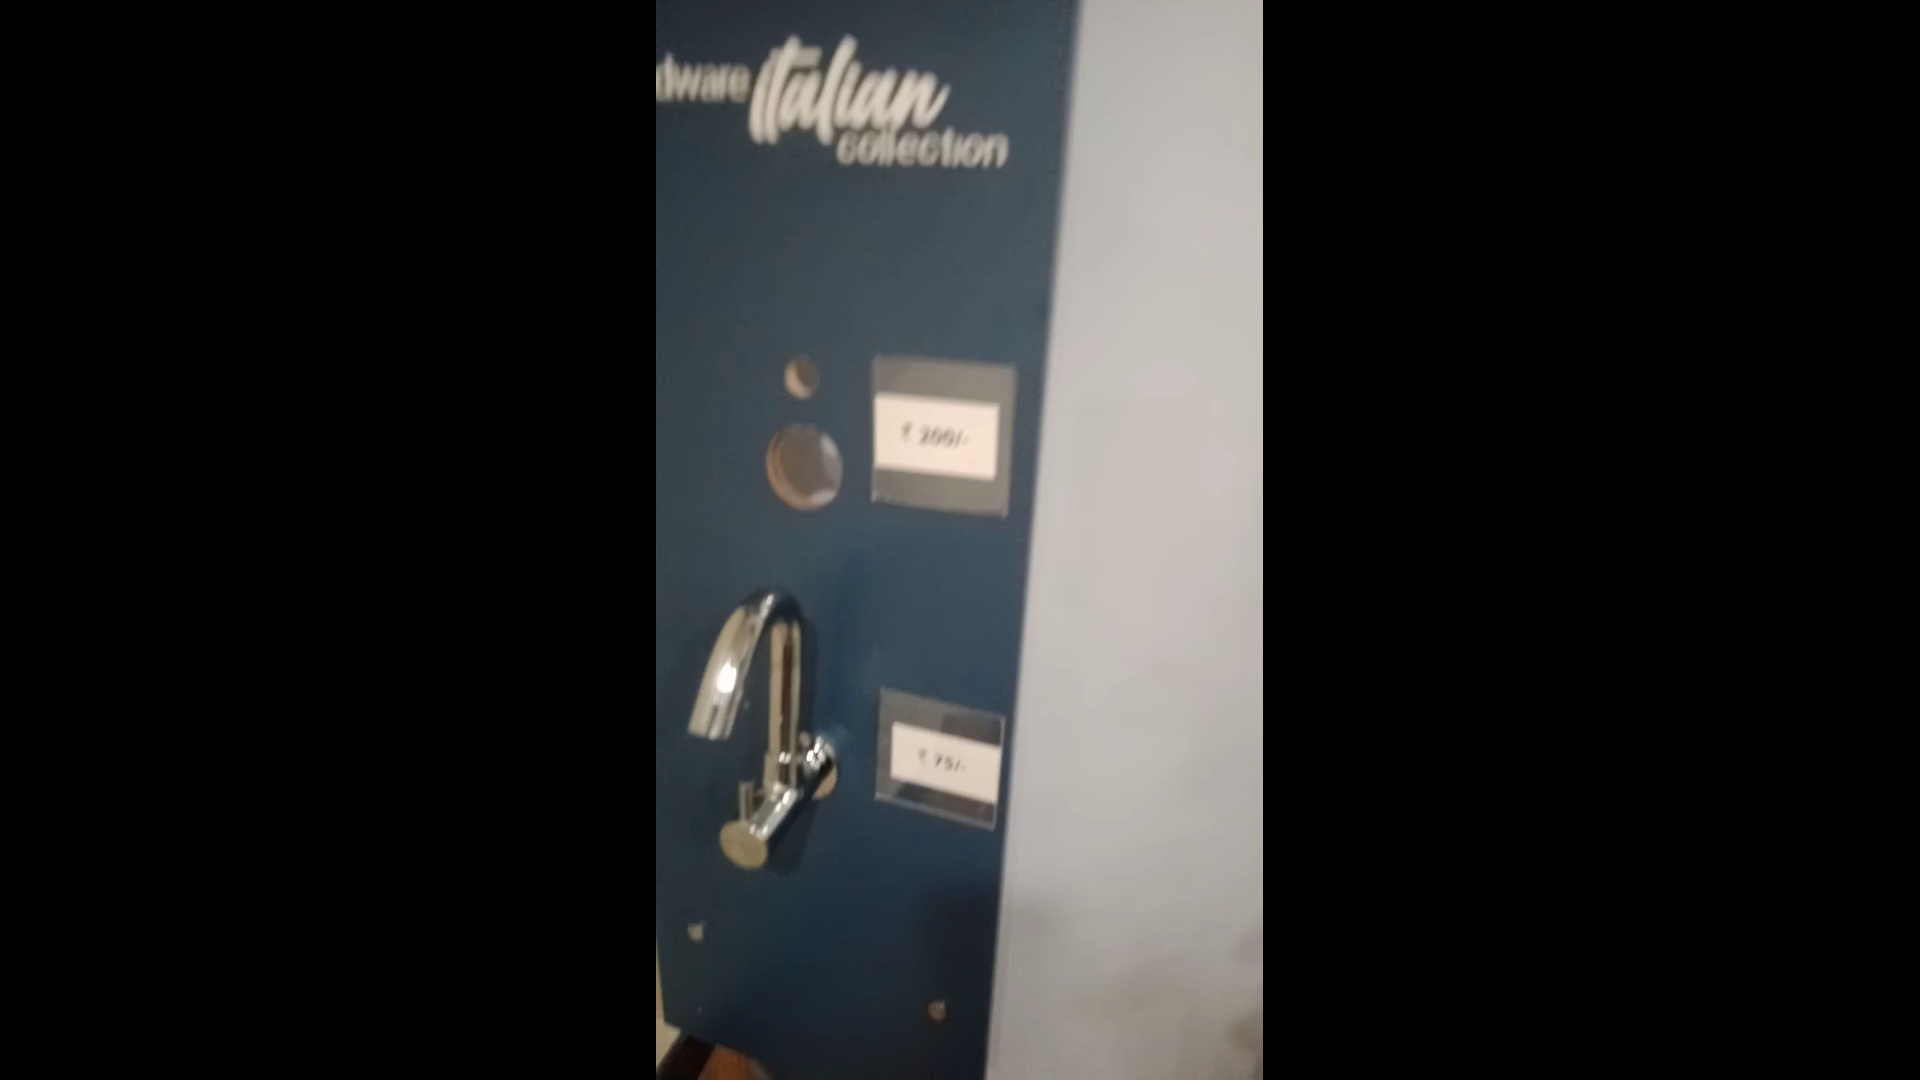 dware Italian
collection
₹ 200/-
₹ 75/-